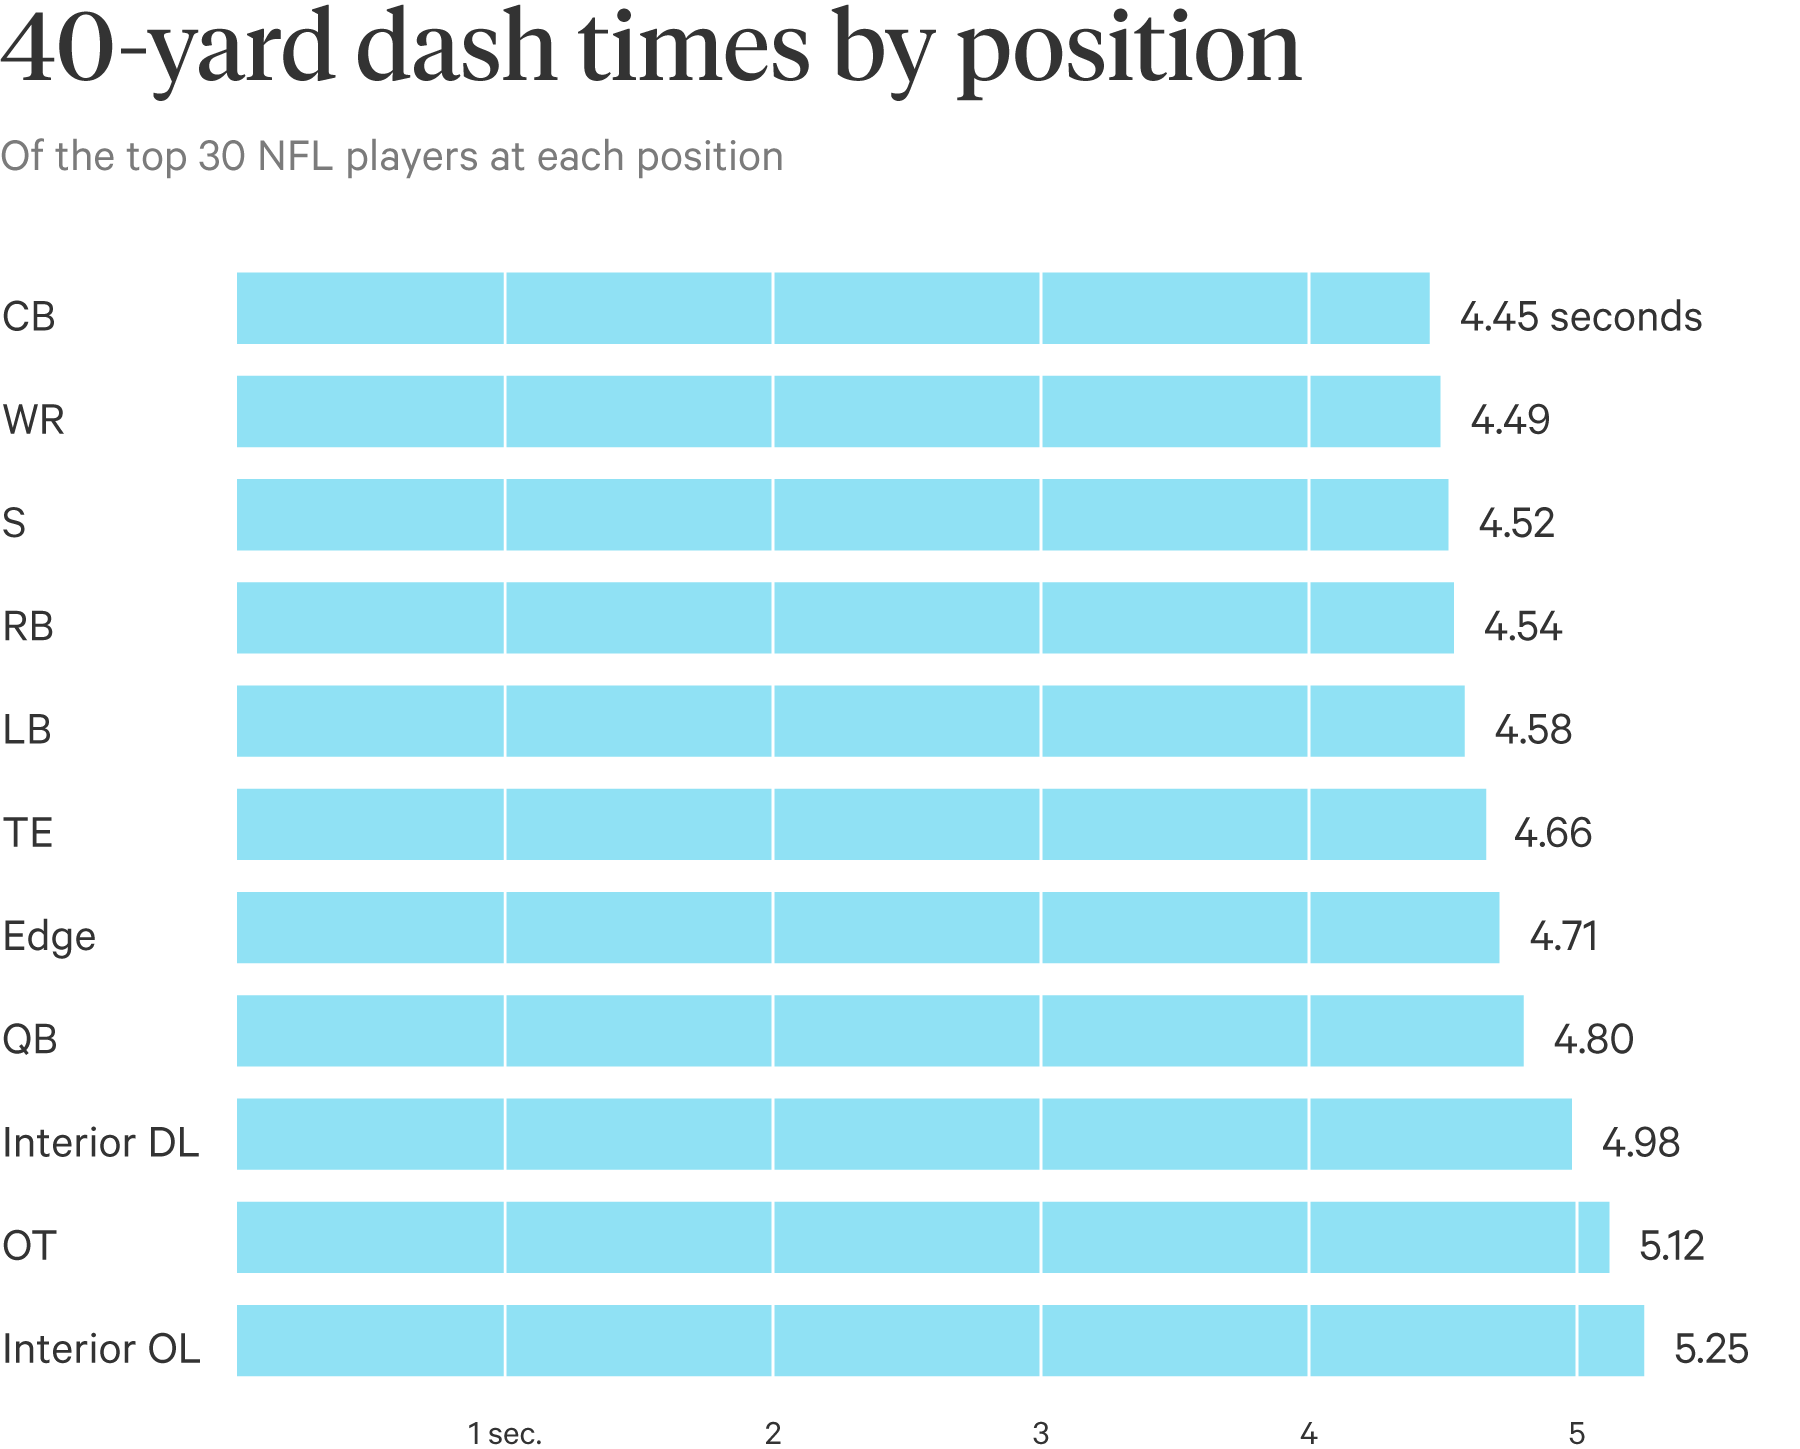 40-yard dash times by position
Of the top 30 NFL players at each position
CB 4.45 seconds
WR 4.49
S 4.52
RB 4.54
LB 4.58
TE 4.66
Edge 4.71
QB 4.80
Interior DL 4.98
OT 5.12
Interior OL 5.25
1 sec. 2 3 4 5